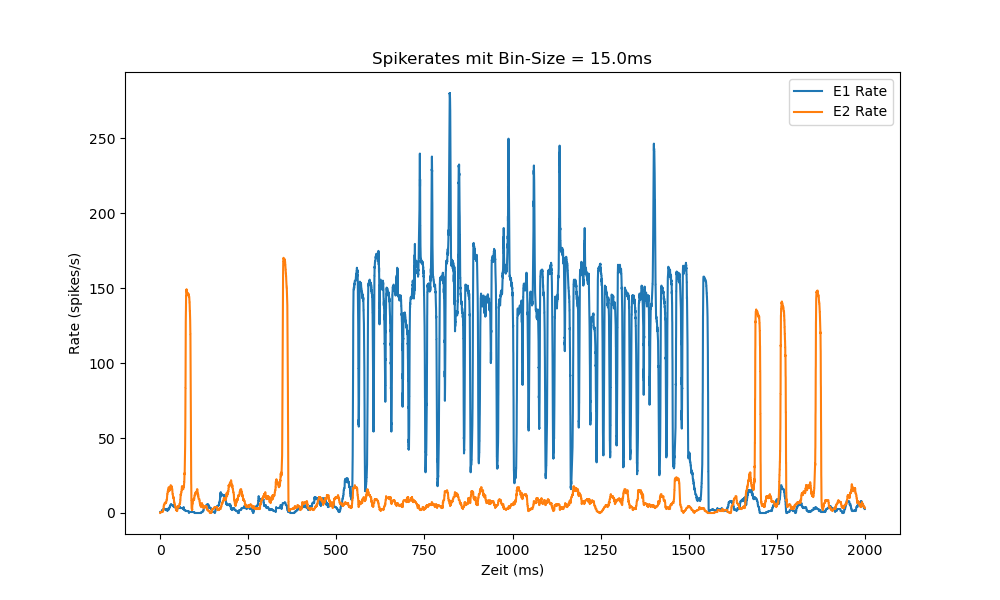 Spikerates mit Bin-Size = 15.0ms
E1 Rate
E2 Rate
250
200
150
100
50
0
Rate (spikes/s)
0 250 500 750 1000 1250 1500 1750 2000
Zeit (ms)